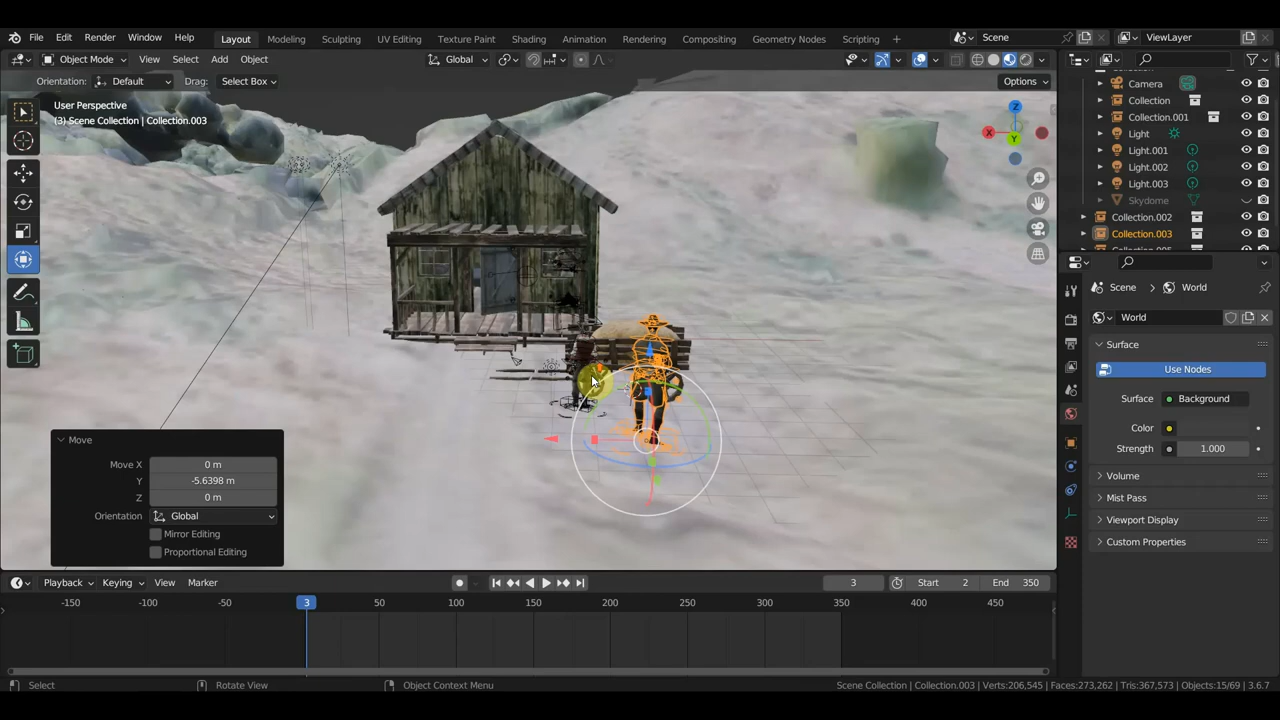 File Edit Render Window Help Layout Modeling Sculpting UV Editing Texture Paint Shading Animation Rendering Compositing Geometry Nodes Scripting + Scene ViewLayer
Object Mode View Select Add Object Global
Orientation: Default Drag: Select Box Options
User Perspective
(3) Scene Collection | Collection.003
X
Y
Z
Camera
Collection
Collection.001
Light
Light.001
Light.002
Light.003
Skydome
Collection.002
Collection.003
Scene World
World
Surface
Use Nodes
Surface Background
Color
Strength 1.000
Volume
Mist Pass
Viewport Display
Custom Properties
Move
Move X 0 m
Y -5.6398 m
Z 0 m
Orientation Global
Mirror Editing
Proportional Editing
Playback Keying View Marker 3 Start 2 End 350
-150 -100 -50 3 50 100 150 200 250 300 350 400 450
Select Rotate View Object Context Menu Scene Collection | Collection.003 | Verts:206,545 | Faces:273,262 | Tris:367,573 | Objects:15/69 | 3.6.7